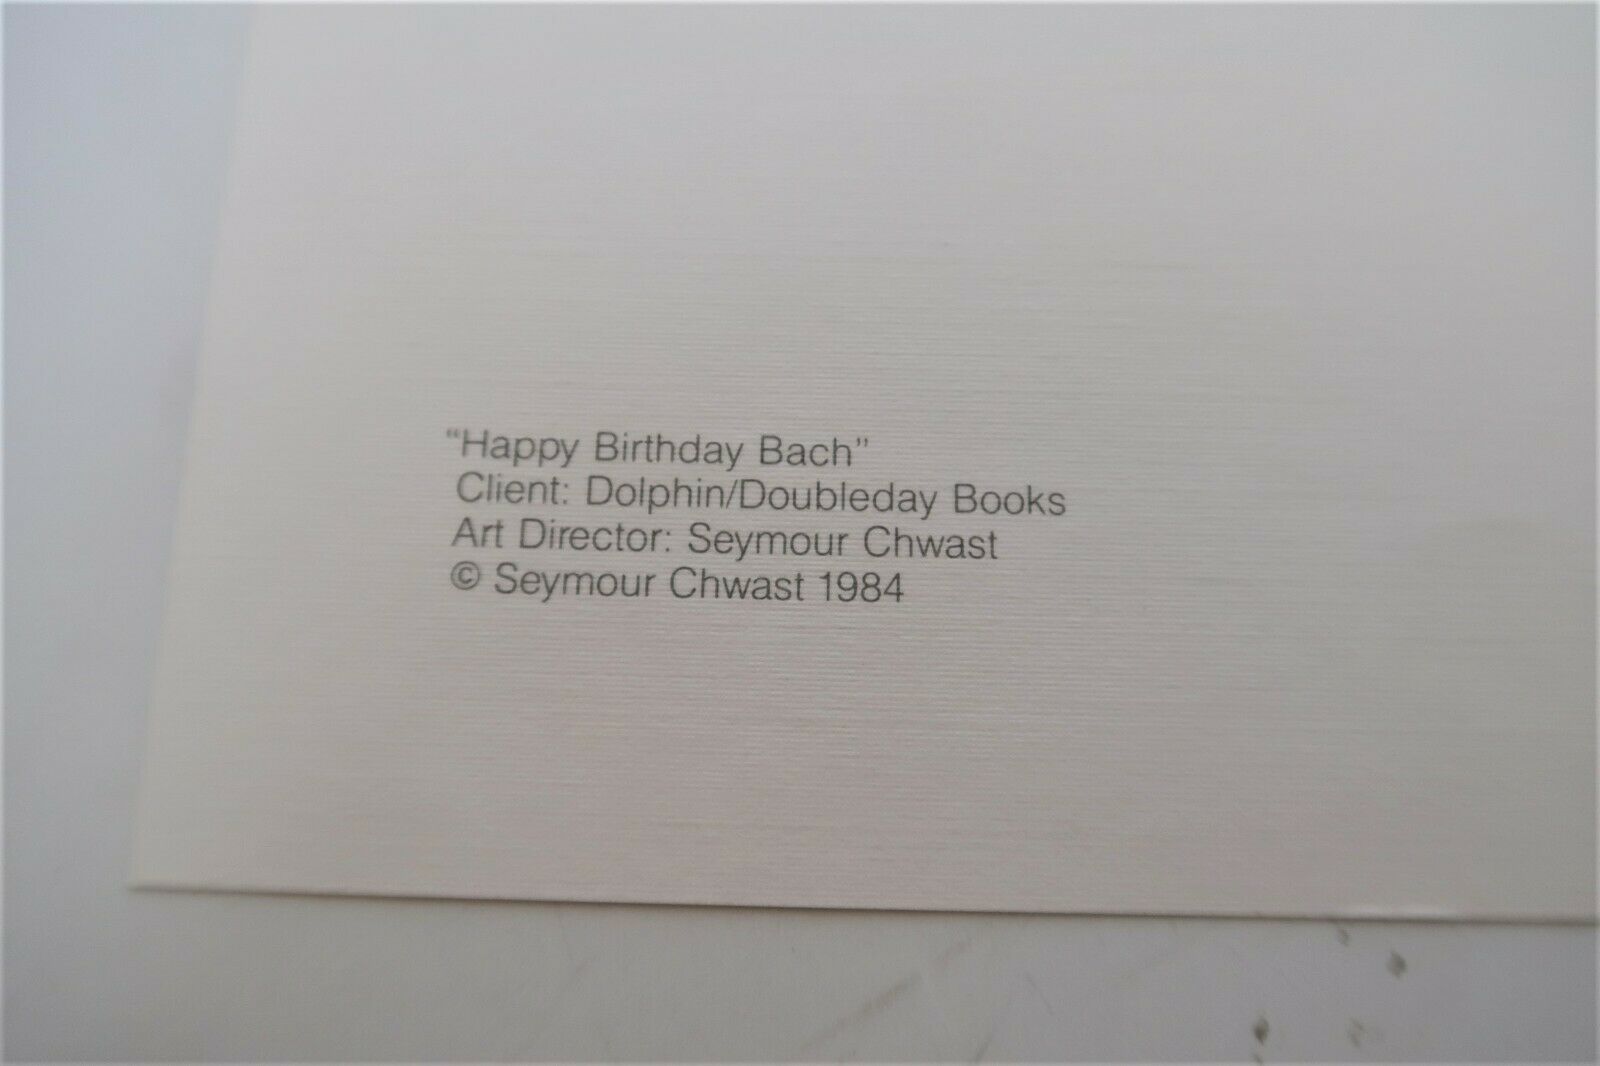 “Happy Birthday Bach”
Client: Dolphin/Doubleday Books
Art Director: Seymour Chwast
© Seymour Chwast 1984